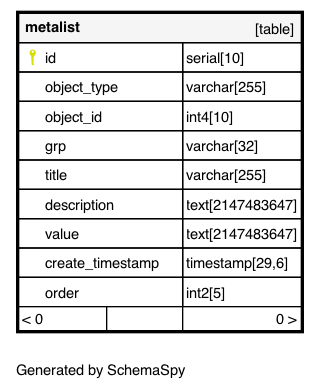 metalist [table]
id serial[10]
object_type varchar[255]
object_id int4[10]
grp varchar[32]
title varchar[255]
description text[2147483647]
value text[2147483647]
create_timestamp timestamp[29,6]
order int2[5]
< 0 0 >
Generated by SchemaSpy